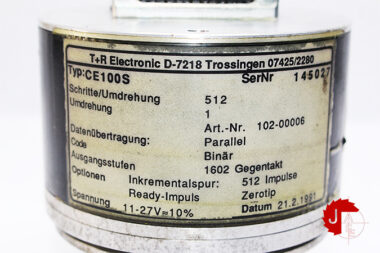 T+R Electronic D-7218 Trossingen 07425/2280
Typ:CE100S SerNr 145027
Schritte/Umdrehung 512
Umdrehung 1
Art.-Nr. 102-00006
Datenübertragung: Parallel
Code Binär
Ausgangsstufen 1602 Gegentakt
Optionen Inkrementalspur: 512 Impulse
Ready-Impuls Zerotip
Spannung 11-27V=10% Datum 21.2.1991